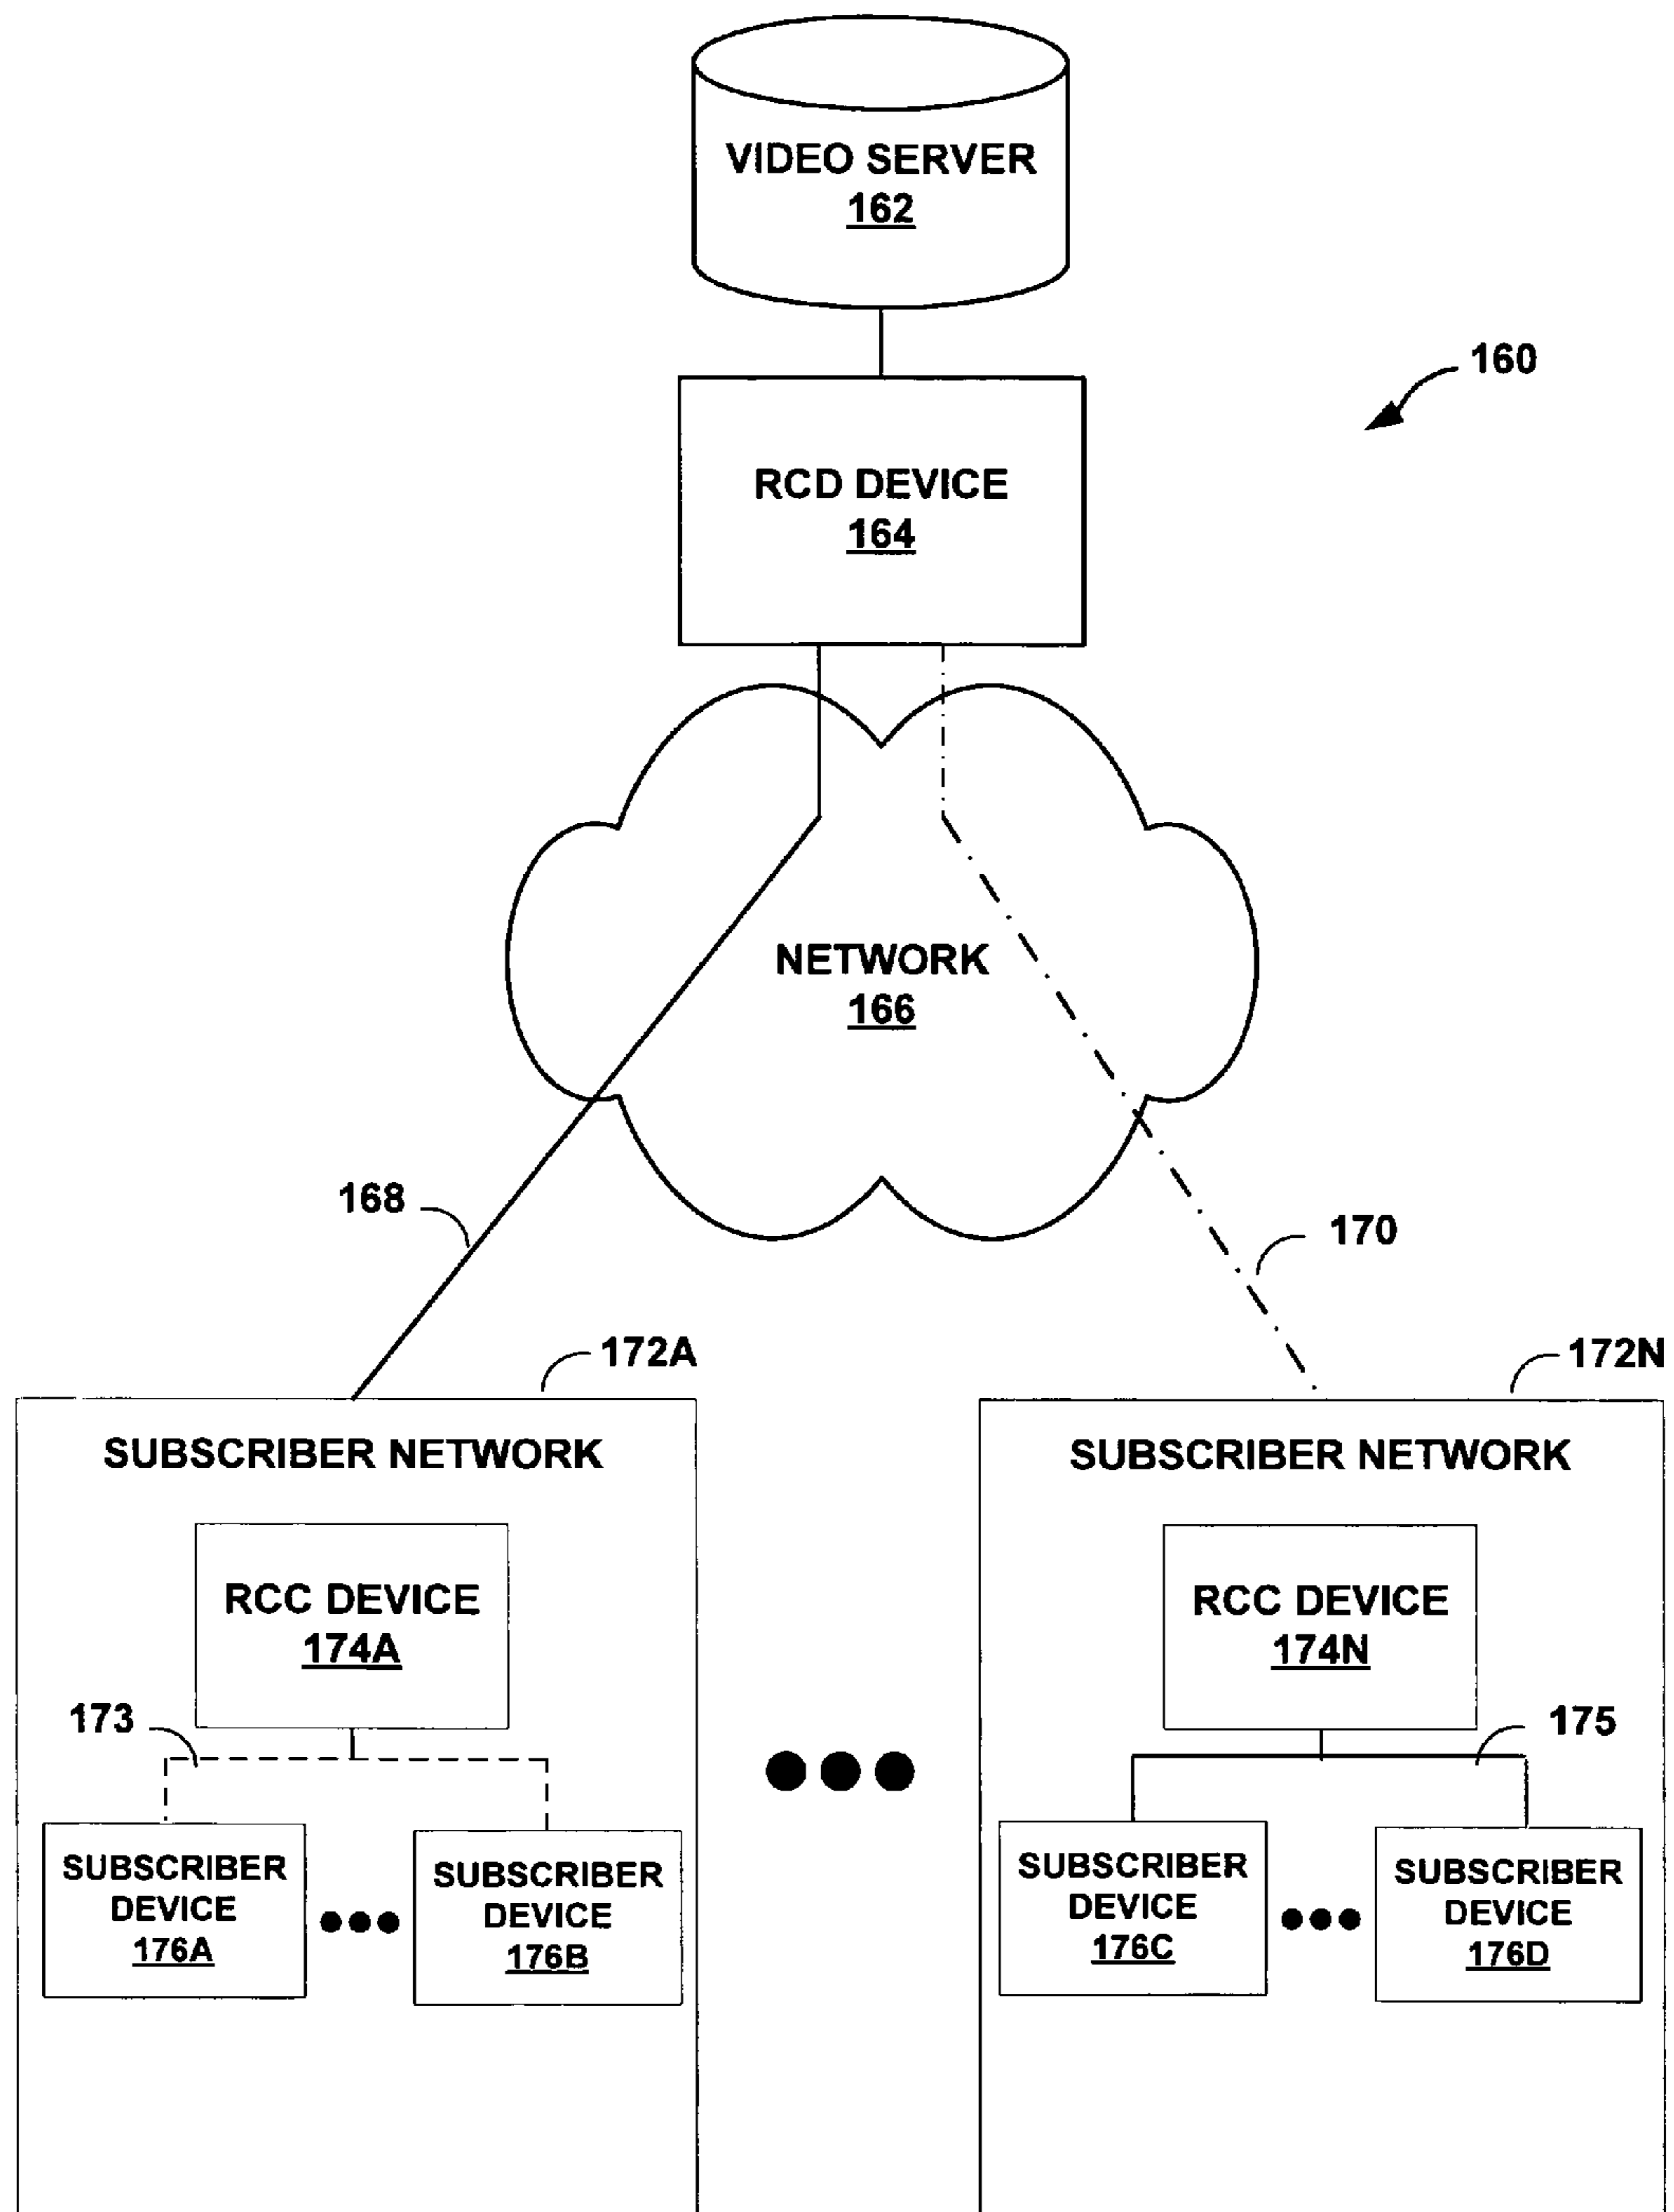 VIDEO SERVER
162
160
RCD DEVICE
164
NETWORK
166
168
170
172A
172N
SUBSCRIBER NETWORK
RCC DEVICE
174A
173
SUBSCRIBER
DEVICE
176A
SUBSCRIBER
DEVICE
176B
SUBSCRIBER NETWORK
RCC DEVICE
174N
175
SUBSCRIBER
DEVICE
176C
SUBSCRIBER
DEVICE
176D